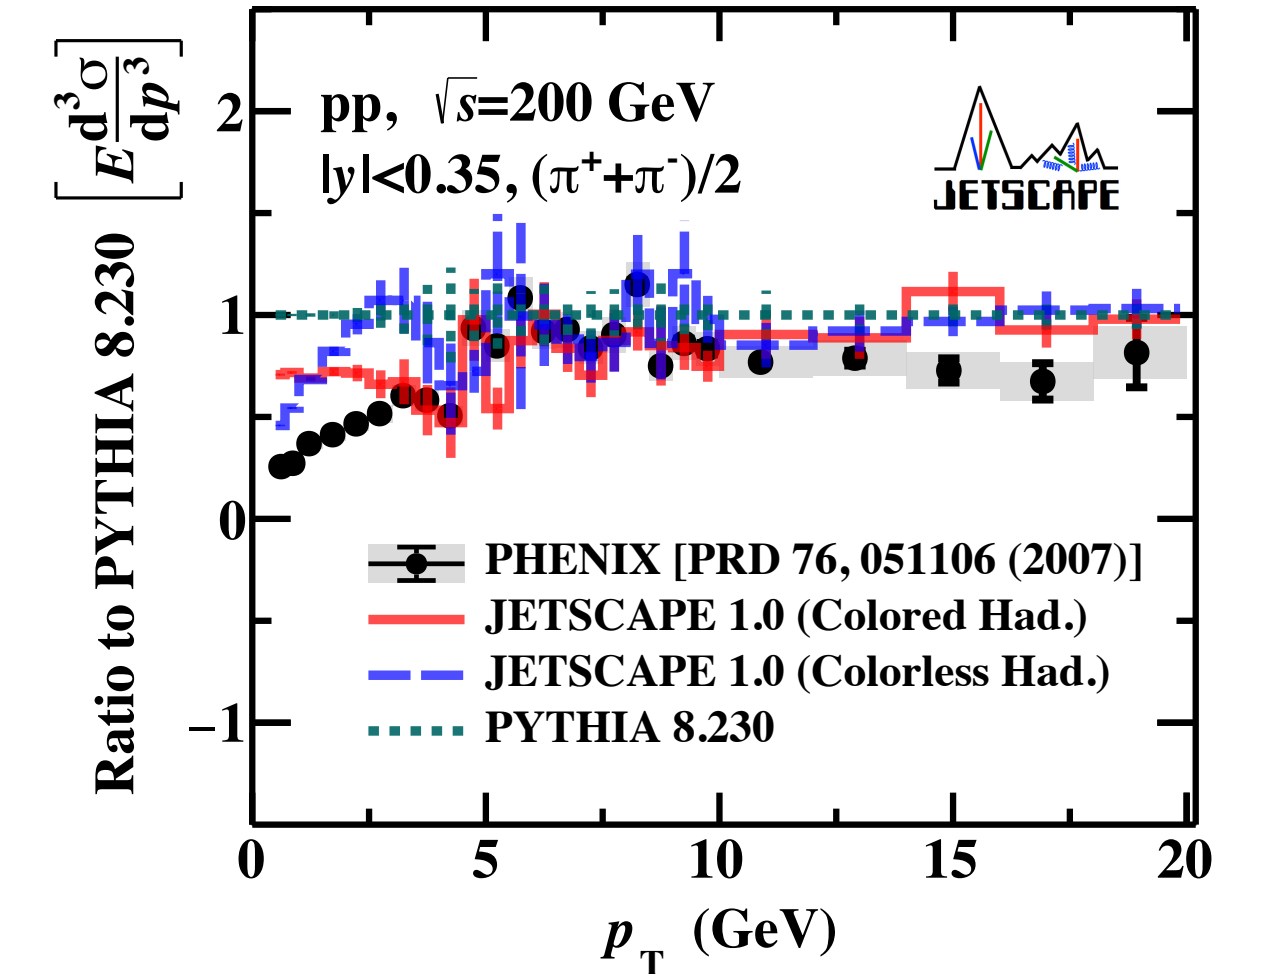 Ratio to PYTHIA 8.230 [E d³σ/dp³]
pp, √s=200 GeV
|y|<0.35, (π⁺+π⁻)/2
JETSCAPE
2
1
0
−1
PHENIX [PRD 76, 051106 (2007)]
JETSCAPE 1.0 (Colored Had.)
JETSCAPE 1.0 (Colorless Had.)
PYTHIA 8.230
0 5 10 15 20
p_T (GeV)